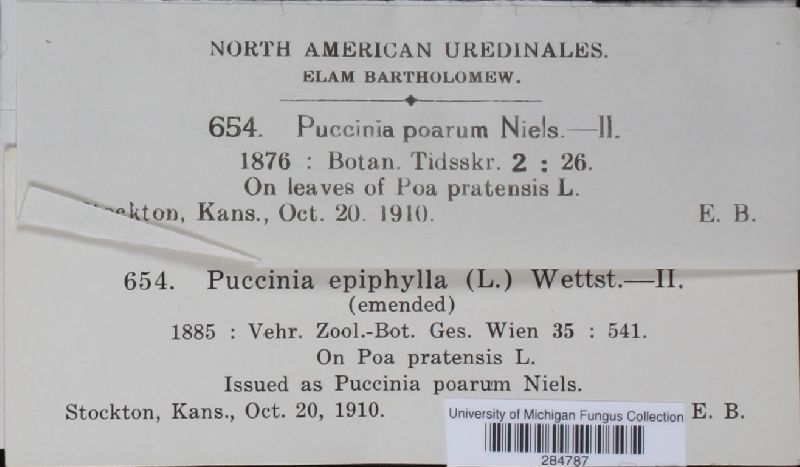 NORTH AMERICAN UREDINALES.
ELAM BARTHOLOMEW.
654. Puccinia poarum Niels.—II.
1876 : Botan. Tidsskr. 2 : 26.
On leaves of Poa pratensis L.
Stockton, Kans., Oct. 20. 1910. E. B.
654. Puccinia epiphylla (L.) Wettst.—II.
(emended)
1885 : Vehr. Zool.-Bot. Ges. Wien 35 : 541.
On Poa pratensis L.
Issued as Puccinia poarum Niels.
Stockton, Kans., Oct. 20, 1910. E. B.
University of Michigan Fungus Collection
284787